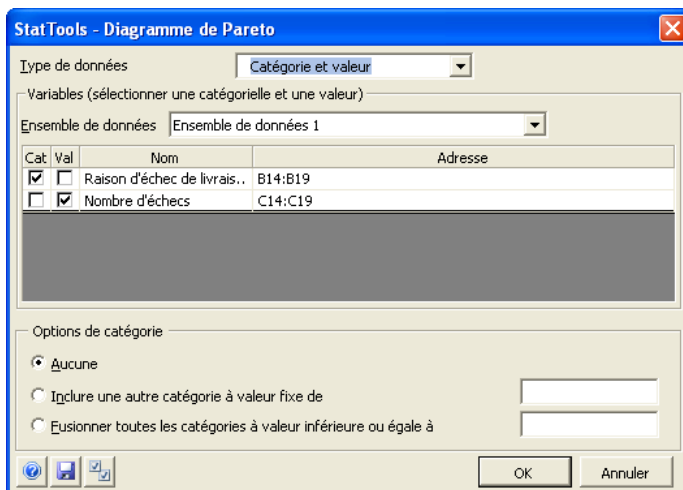 StatTools - Diagramme de Pareto
Type de données Catégorie et valeur
Variables (sélectionner une catégorielle et une valeur)
Ensemble de données Ensemble de données 1
Cat Val Nom Adresse
Raison d'échec de livrais.. B14:B19
Nombre d'échecs C14:C19
Options de catégorie
Aucune
Inclure une autre catégorie à valeur fixe de
Fusionner toutes les catégories à valeur inférieure ou égale à
OK Annuler